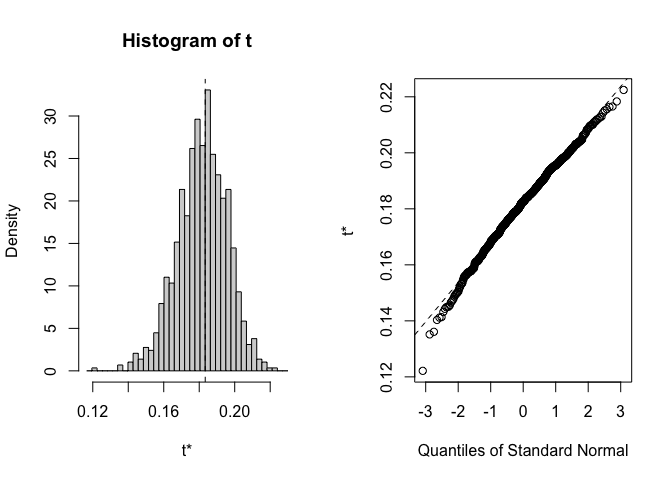 Histogram of t
Density
0 5 10 15 20 25 30
0.12 0.16 0.20
t*
t*
0.12 0.14 0.16 0.18 0.20 0.22
-3 -2 -1 0 1 2 3
Quantiles of Standard Normal